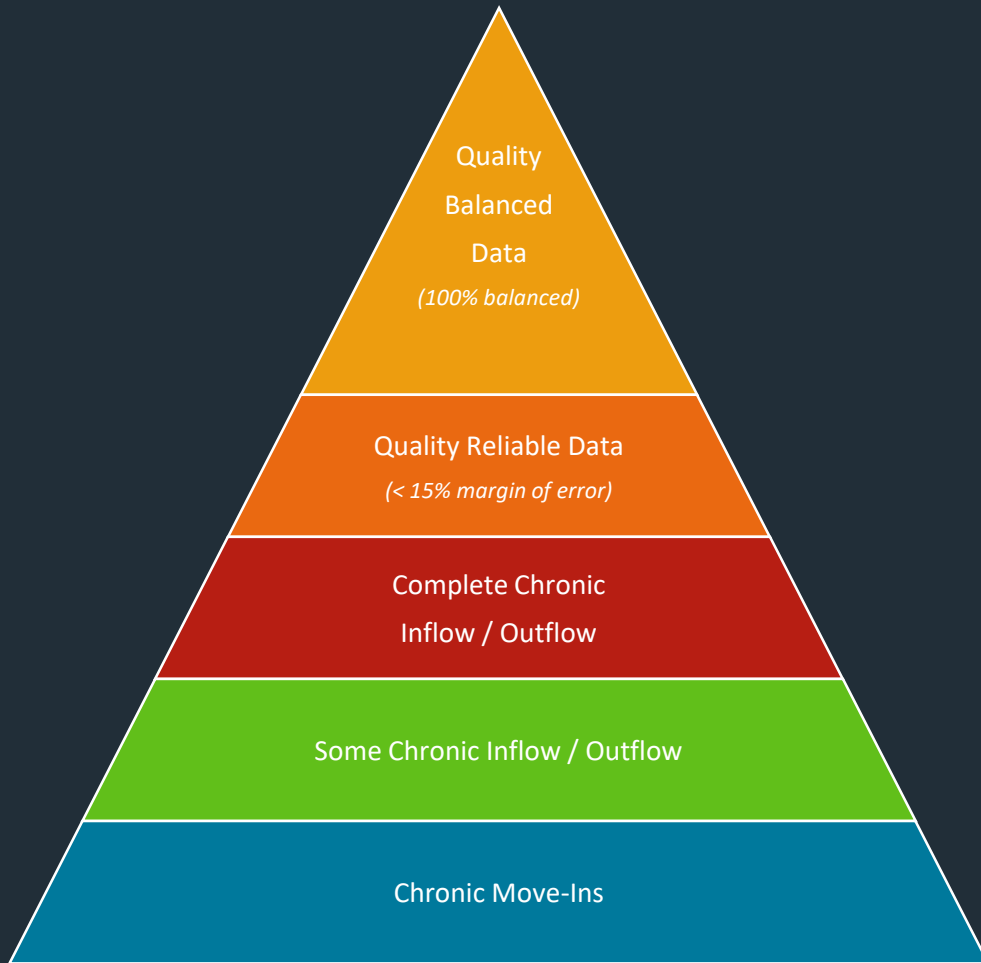 Quality
Balanced
Data
(100% balanced)
Quality Reliable Data
(< 15% margin of error)
Complete Chronic
Inflow / Outflow
Some Chronic Inflow / Outflow
Chronic Move-Ins